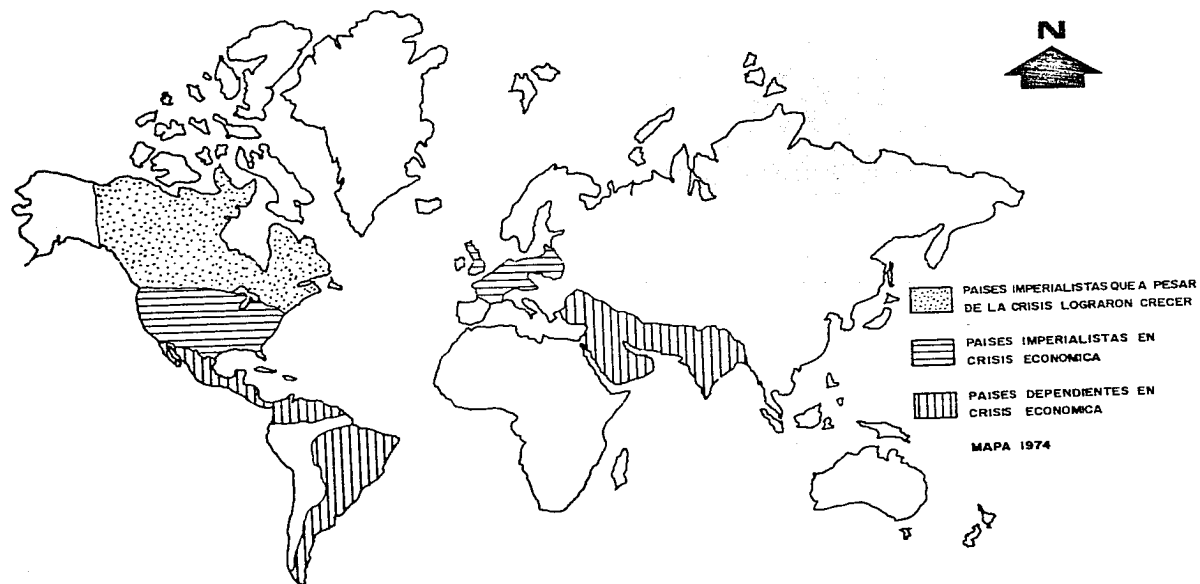 N
PAISES IMPERIALISTAS QUE A PESAR
DE LA CRISIS LOGRARON CRECER
PAISES IMPERIALISTAS EN
CRISIS ECONOMICA
PAISES DEPENDIENTES EN
CRISIS ECONOMICA
MAPA 1974